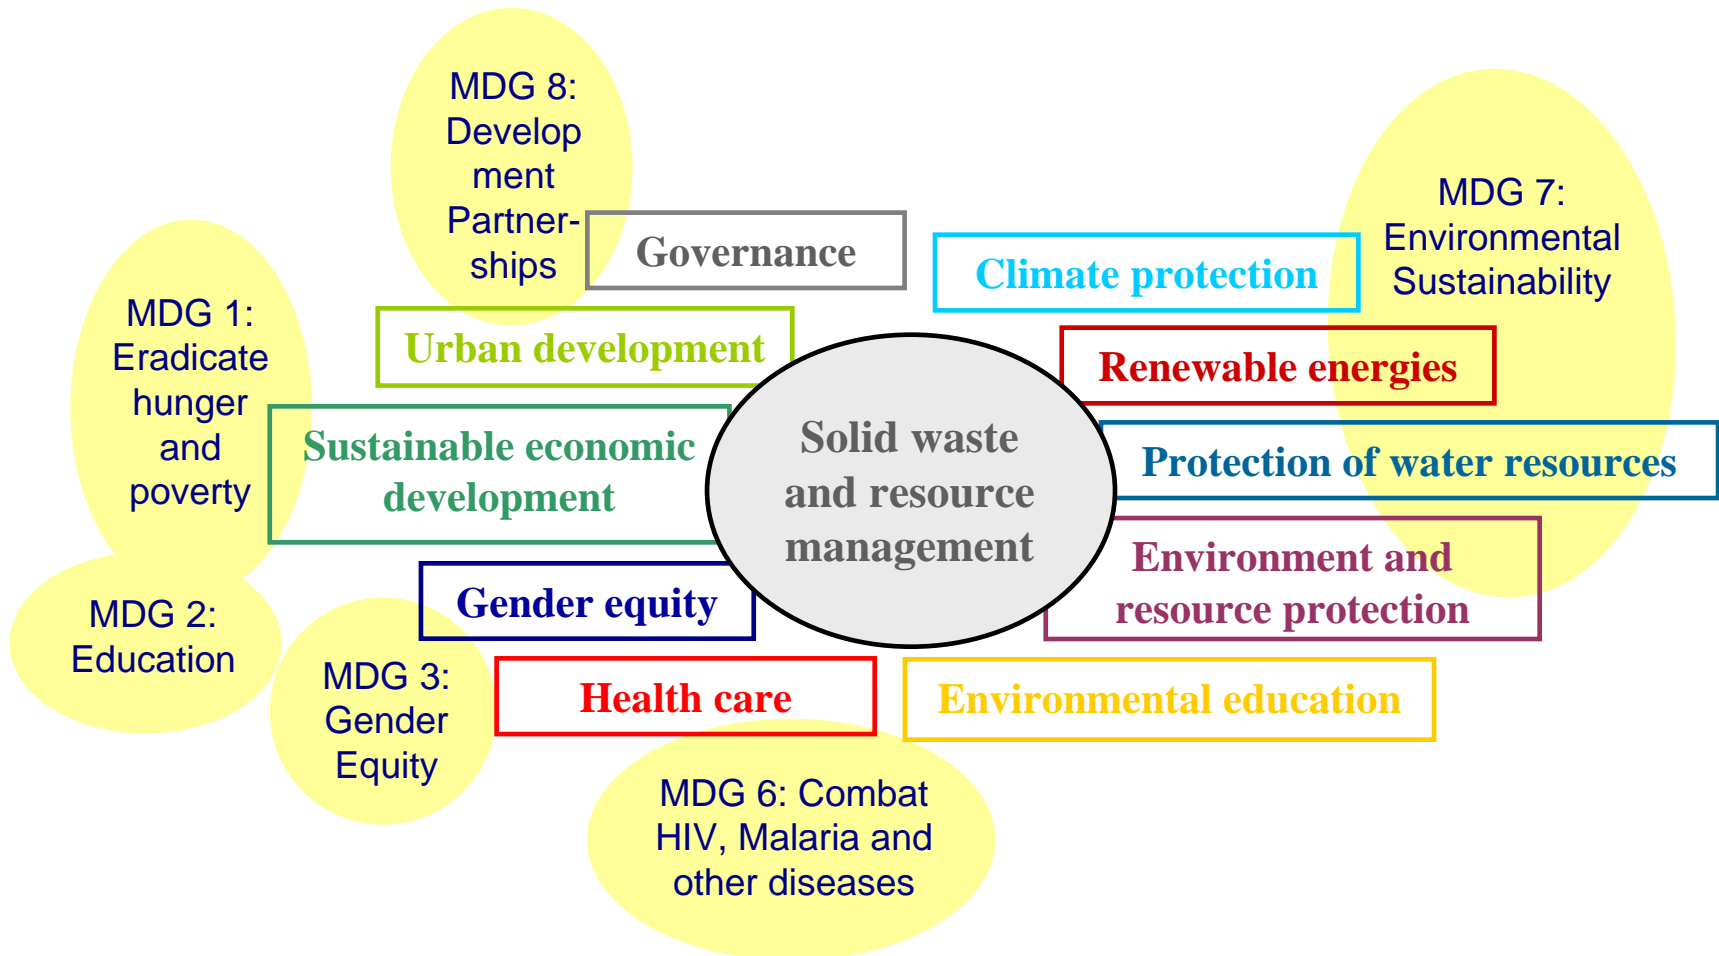 MDG 8:
Develop
ment
Partner-
ships
MDG 7:
Environmental
Sustainability
Governance
Climate protection
MDG 1:
Eradicate
hunger
and
poverty
Urban development
Renewable energies
Sustainable economic
development
Solid waste
and resource
management
Protection of water resources
Environment and
resource protection
MDG 2:
Education
Gender equity
MDG 3:
Gender
Equity
Health care
Environmental education
MDG 6: Combat
HIV, Malaria and
other diseases